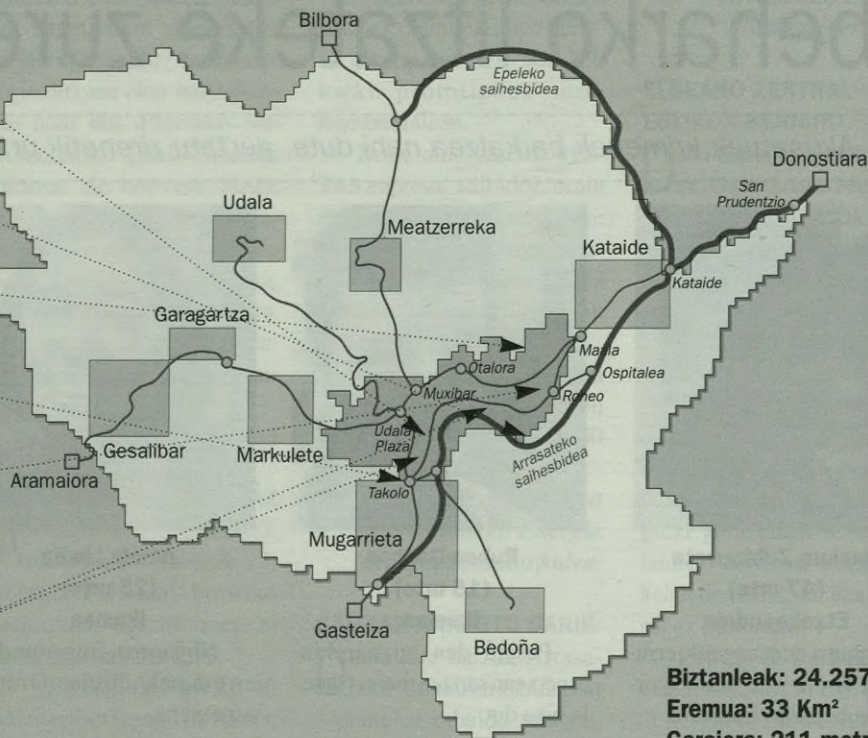 Bilbora
Epeleko
saihesbidea
Donostiara
San
Prudentzio
Udala
Meatzerreka
Kataide
Kataide
Garagartza
Otalora
Maala
Ospitalea
Muxibar
Roneo
Udala
Plaza
Gesalibar
Markulete
Arrasateko
saihesbidea
Aramaiora
Takolo
Mugarrieta
Gasteiza
Bedoña
Biztanleak: 24.257
Eremua: 33 Km²